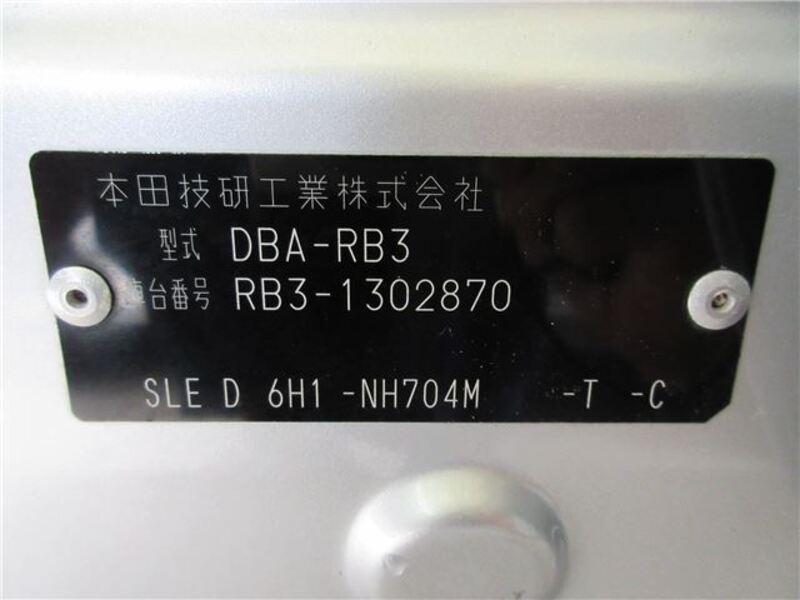 本田技研工業株式会社
型式 DBA-RB3
車台番号 RB3-1302870
SLE D 6H1 -NH704M -T -C